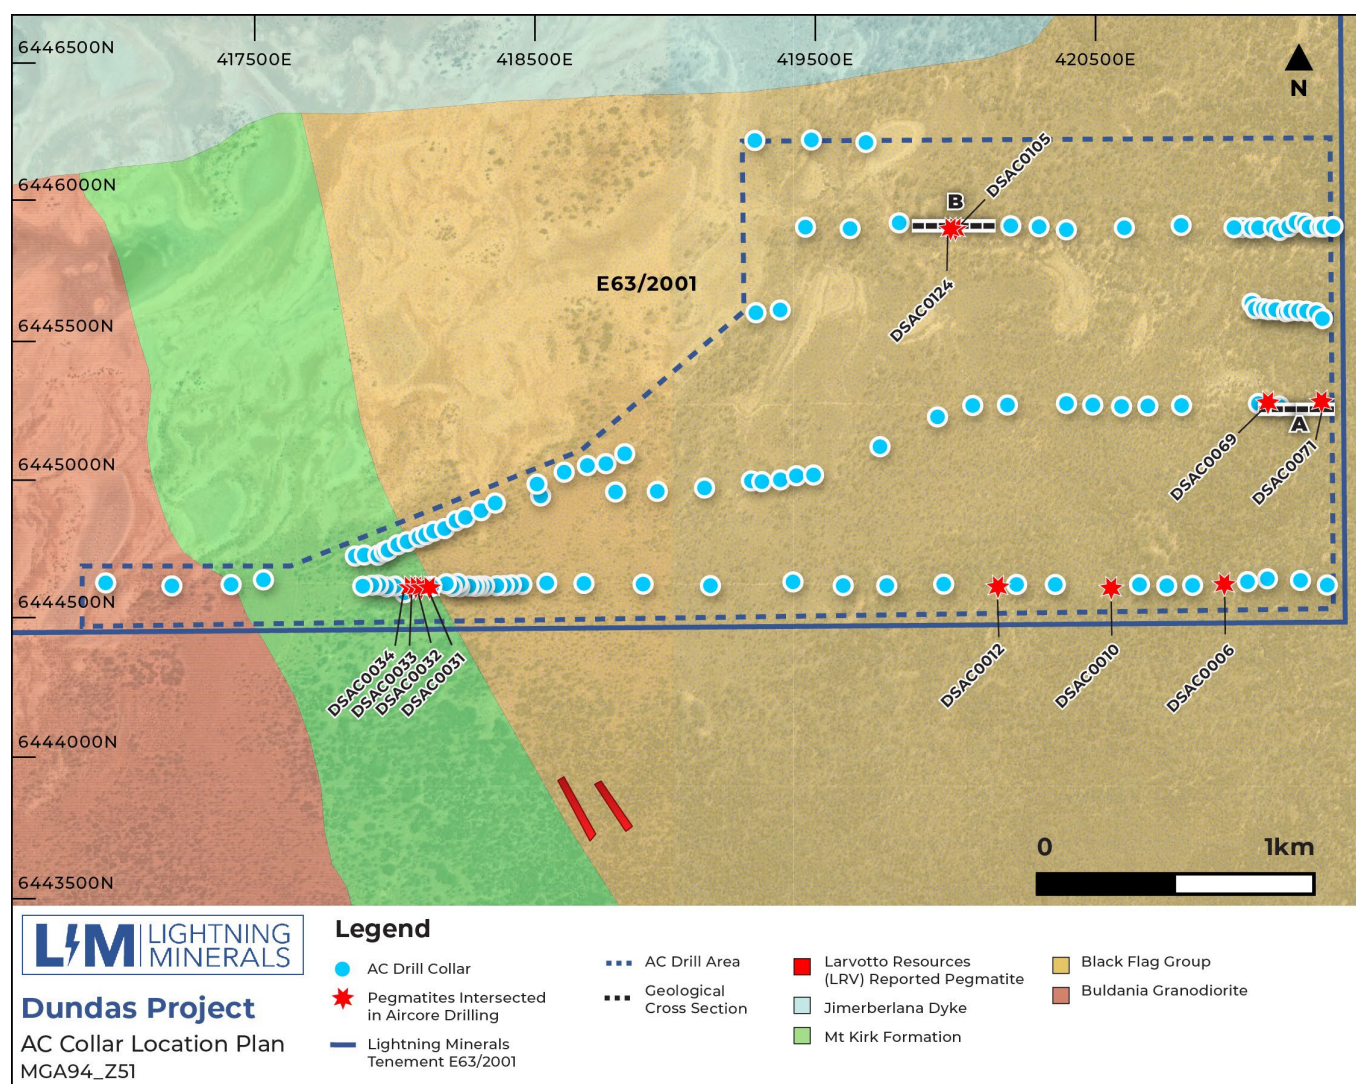 6446500N
417500E
418500E
419500E
420500E
N
6446000N
DSAC0105
B
E63/2001
DSAC0124
6445500N
A
DSAC0069
DSAC0071
6445000N
6444500N
DSAC0034
DSAC0033
DSAC0032
DSAC0031
DSAC0012
DSAC0010
DSAC0006
6444000N
0
1km
6443500N
LM
LIGHTNING
MINERALS
Dundas Project
AC Collar Location Plan
MGA94_Z51
Legend
AC Drill Collar
Pegmatites Intersected
in Aircore Drilling
Lightning Minerals
Tenement E63/2001
AC Drill Area
Geological
Cross Section
Larvotto Resources
(LRV) Reported Pegmatite
Jimerberlana Dyke
Mt Kirk Formation
Black Flag Group
Buldania Granodiorite